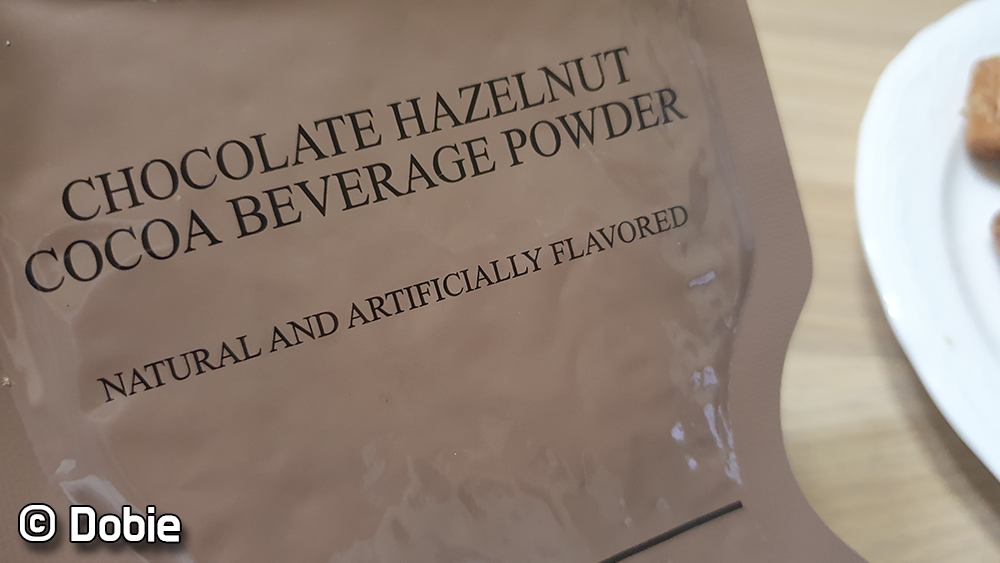 CHOCOLATE HAZELNUT
COCOA BEVERAGE POWDER
NATURAL AND ARTIFICIALLY FLAVORED
© Dobie